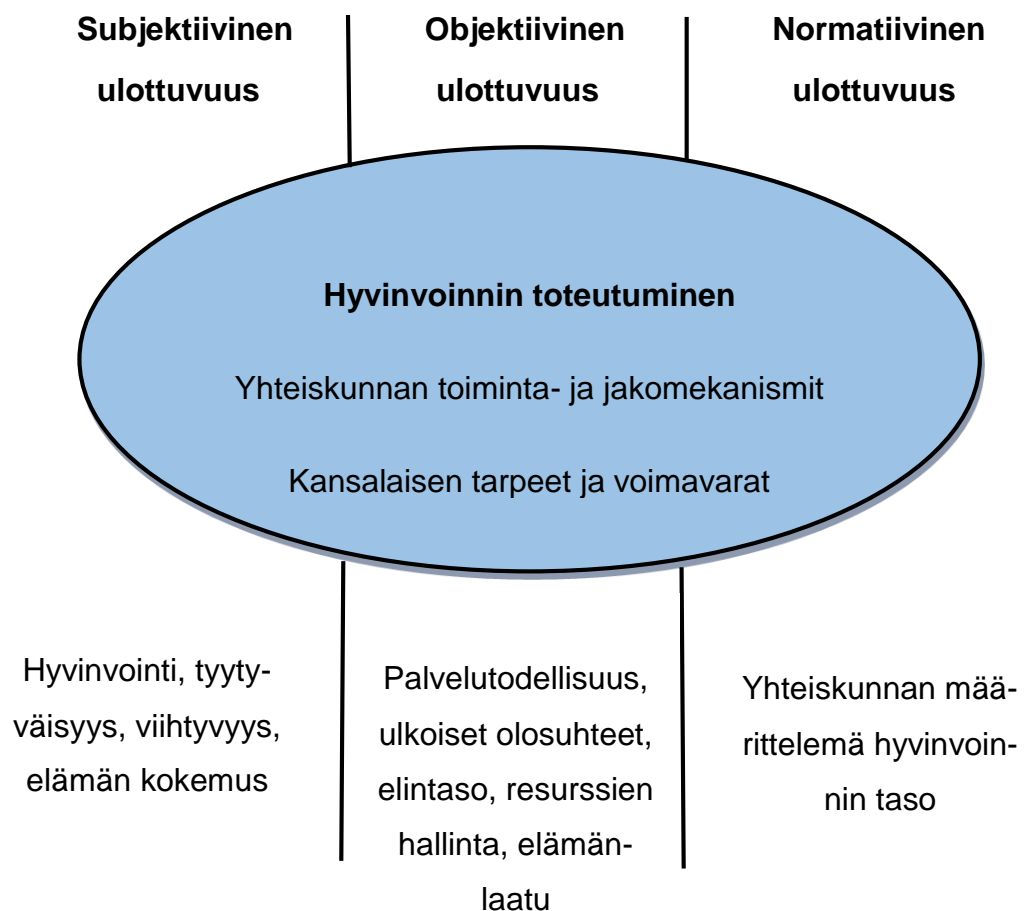 Subjektiivinen
ulottuvuus
Objektiivinen
ulottuvuus
Normatiivinen
ulottuvuus
Hyvinvoinnin toteutuminen
Yhteiskunnan toiminta- ja jakomekanismit
Kansalaisen tarpeet ja voimavarat
Hyvinvointi, tyyty-
väisyys, viihtyvyys,
elämän kokemus
Palvelutodellisuus,
ulkoiset olosuhteet,
elintaso, resurssien
hallinta, elämän-
laatu
Yhteiskunnan mää-
rittelemä hyvinvoin-
nin taso